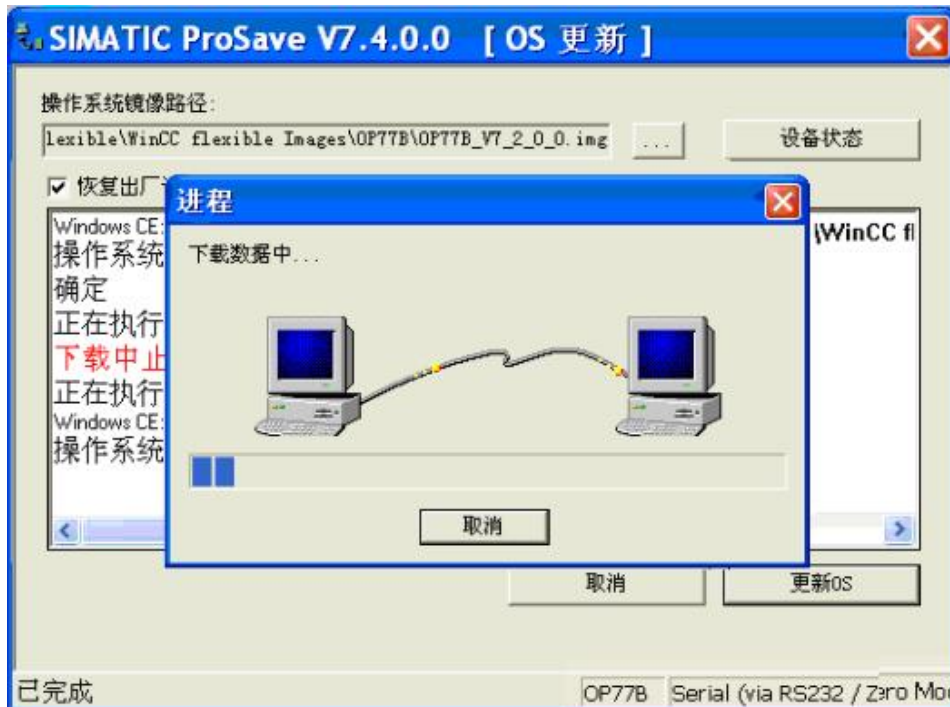 SIMATIC ProSave V7.4.0.0 [ OS 更新 ]
操作系统镜像路径:
lexible\WinCC flexible Images\OP77B\OP77B_V7_2_0_0.img
...
设备状态
恢复出厂
进程
Windows CE:
\WinCC fl
操作系统
下载数据中...
确定
正在执行
下载中止
正在执行
Windows CE:
操作系统
取消
取消
更新OS
已完成
OP77B
Serial (via RS232 / Zero Mo